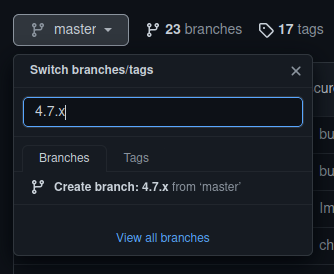 master
23 branches
17 tags
Switch branches/tags
cur
4.7.x
bu
Branches
Tags
bu
Create branch: 4.7.x from ‘master’
Im
View all branches
ch